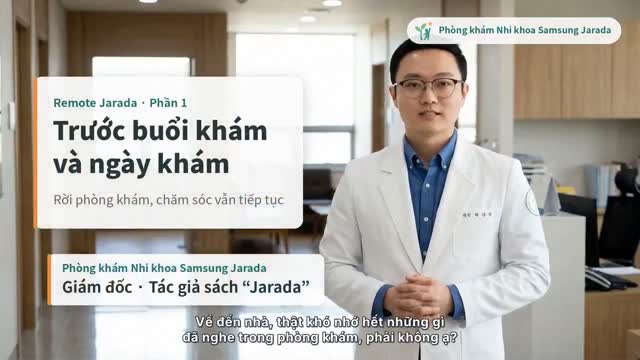 Phòng khám Nhi khoa Samsung Jarada
Remote Jarada · Phần 1
Trước buổi khám
và ngày khám
Rời phòng khám, chăm sóc vẫn tiếp tục
Phòng khám Nhi khoa Samsung Jarada
Giám đốc · Tác giả sách “Jarada”
Về đến nhà, thật khó nhớ hết những gì
đã nghe trong phòng khám, phải không ạ?